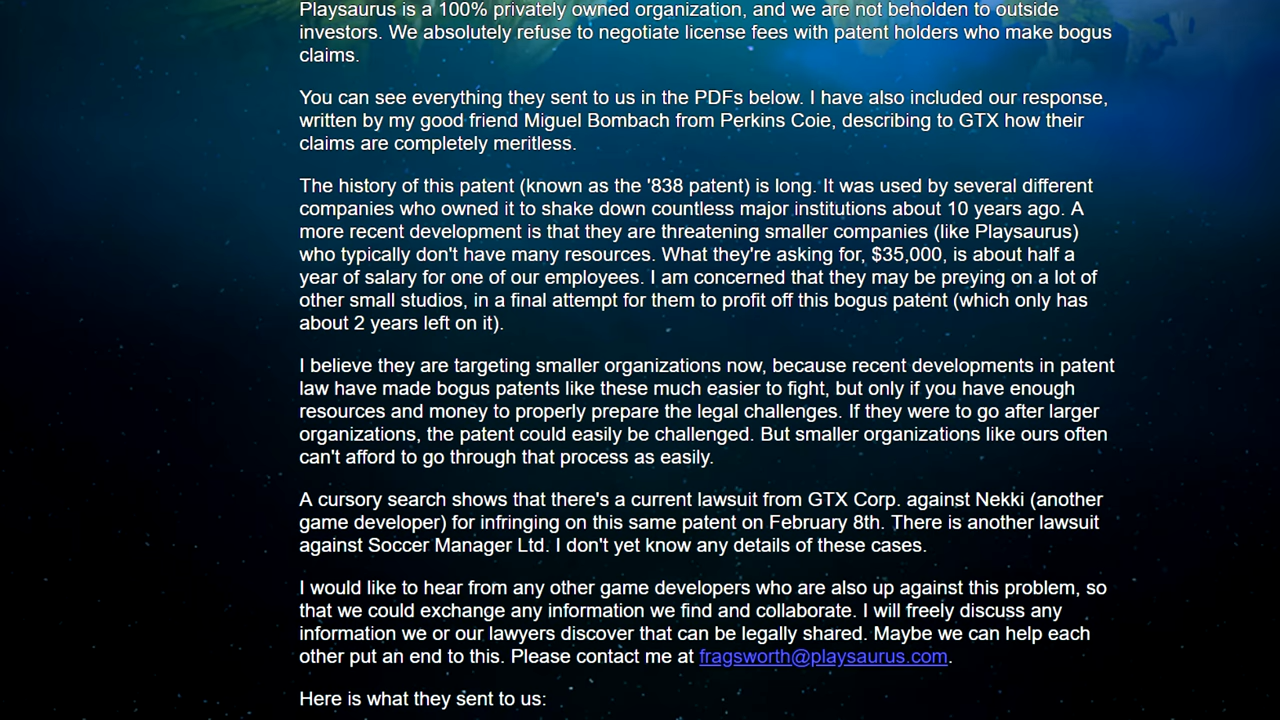 Playsaurus is a 100% privately owned organization, and we are not beholden to outside
investors. We absolutely refuse to negotiate license fees with patent holders who make bogus
claims.
You can see everything they sent to us in the PDFs below. I have also included our response,
written by my good friend Miguel Bombach from Perkins Coie, describing to GTX how their
claims are completely meritless.
The history of this patent (known as the '838 patent) is long. It was used by several different
companies who owned it to shake down countless major institutions about 10 years ago. A
more recent development is that they are threatening smaller companies (like Playsaurus)
who typically don't have many resources. What they're asking for, $35,000, is about half a
year of salary for one of our employees. I am concerned that they may be preying on a lot of
other small studios, in a final attempt for them to profit off this bogus patent (which only has
about 2 years left on it).
I believe they are targeting smaller organizations now, because recent developments in patent
law have made bogus patents like these much easier to fight, but only if you have enough
resources and money to properly prepare the legal challenges. If they were to go after larger
organizations, the patent could easily be challenged. But smaller organizations like ours often
can't afford to go through that process as easily.
A cursory search shows that there's a current lawsuit from GTX Corp. against Nekki (another
game developer) for infringing on this same patent on February 8th. There is another lawsuit
against Soccer Manager Ltd. I don't yet know any details of these cases.
I would like to hear from any other game developers who are also up against this problem, so
that we could exchange any information we find and collaborate. I will freely discuss any
information we or our lawyers discover that can be legally shared. Maybe we can help each
other put an end to this. Please contact me at fragsworth@playsaurus.com.
Here is what they sent to us: